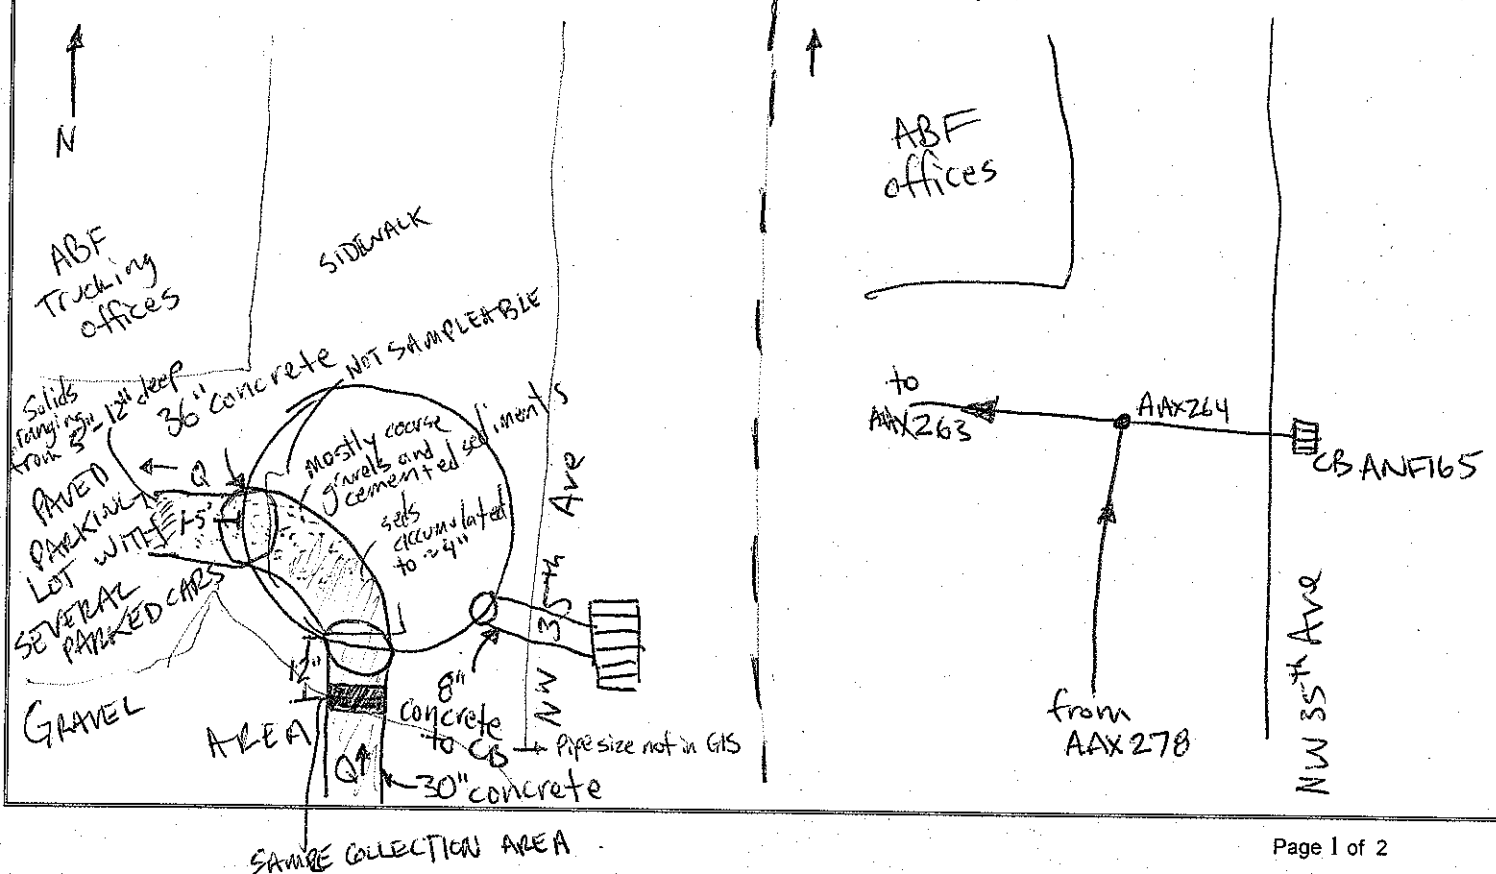 N
ABF
Trucking
offices
SIDEWALK
NOT SAMPLEABLE
36" concrete
Solids
ranging
from 3"-12" deep
Q
PAVED
PARKING
LOT WITH
SEVERAL
PARKED CARS
mostly coarse
gravels and
cemented sediments
seds
accumulated
to ~4"
12"
GRAVEL
AREA
Q
30" concrete
8"
concrete
to CB
Pipe size not in GIS
NW 35th Ave
SAMPE COLLECTION AREA
ABF
offices
to
AAX263
AAX264
CB ANF165
from
AAX278
NW 35th Ave
Page 1 of 2